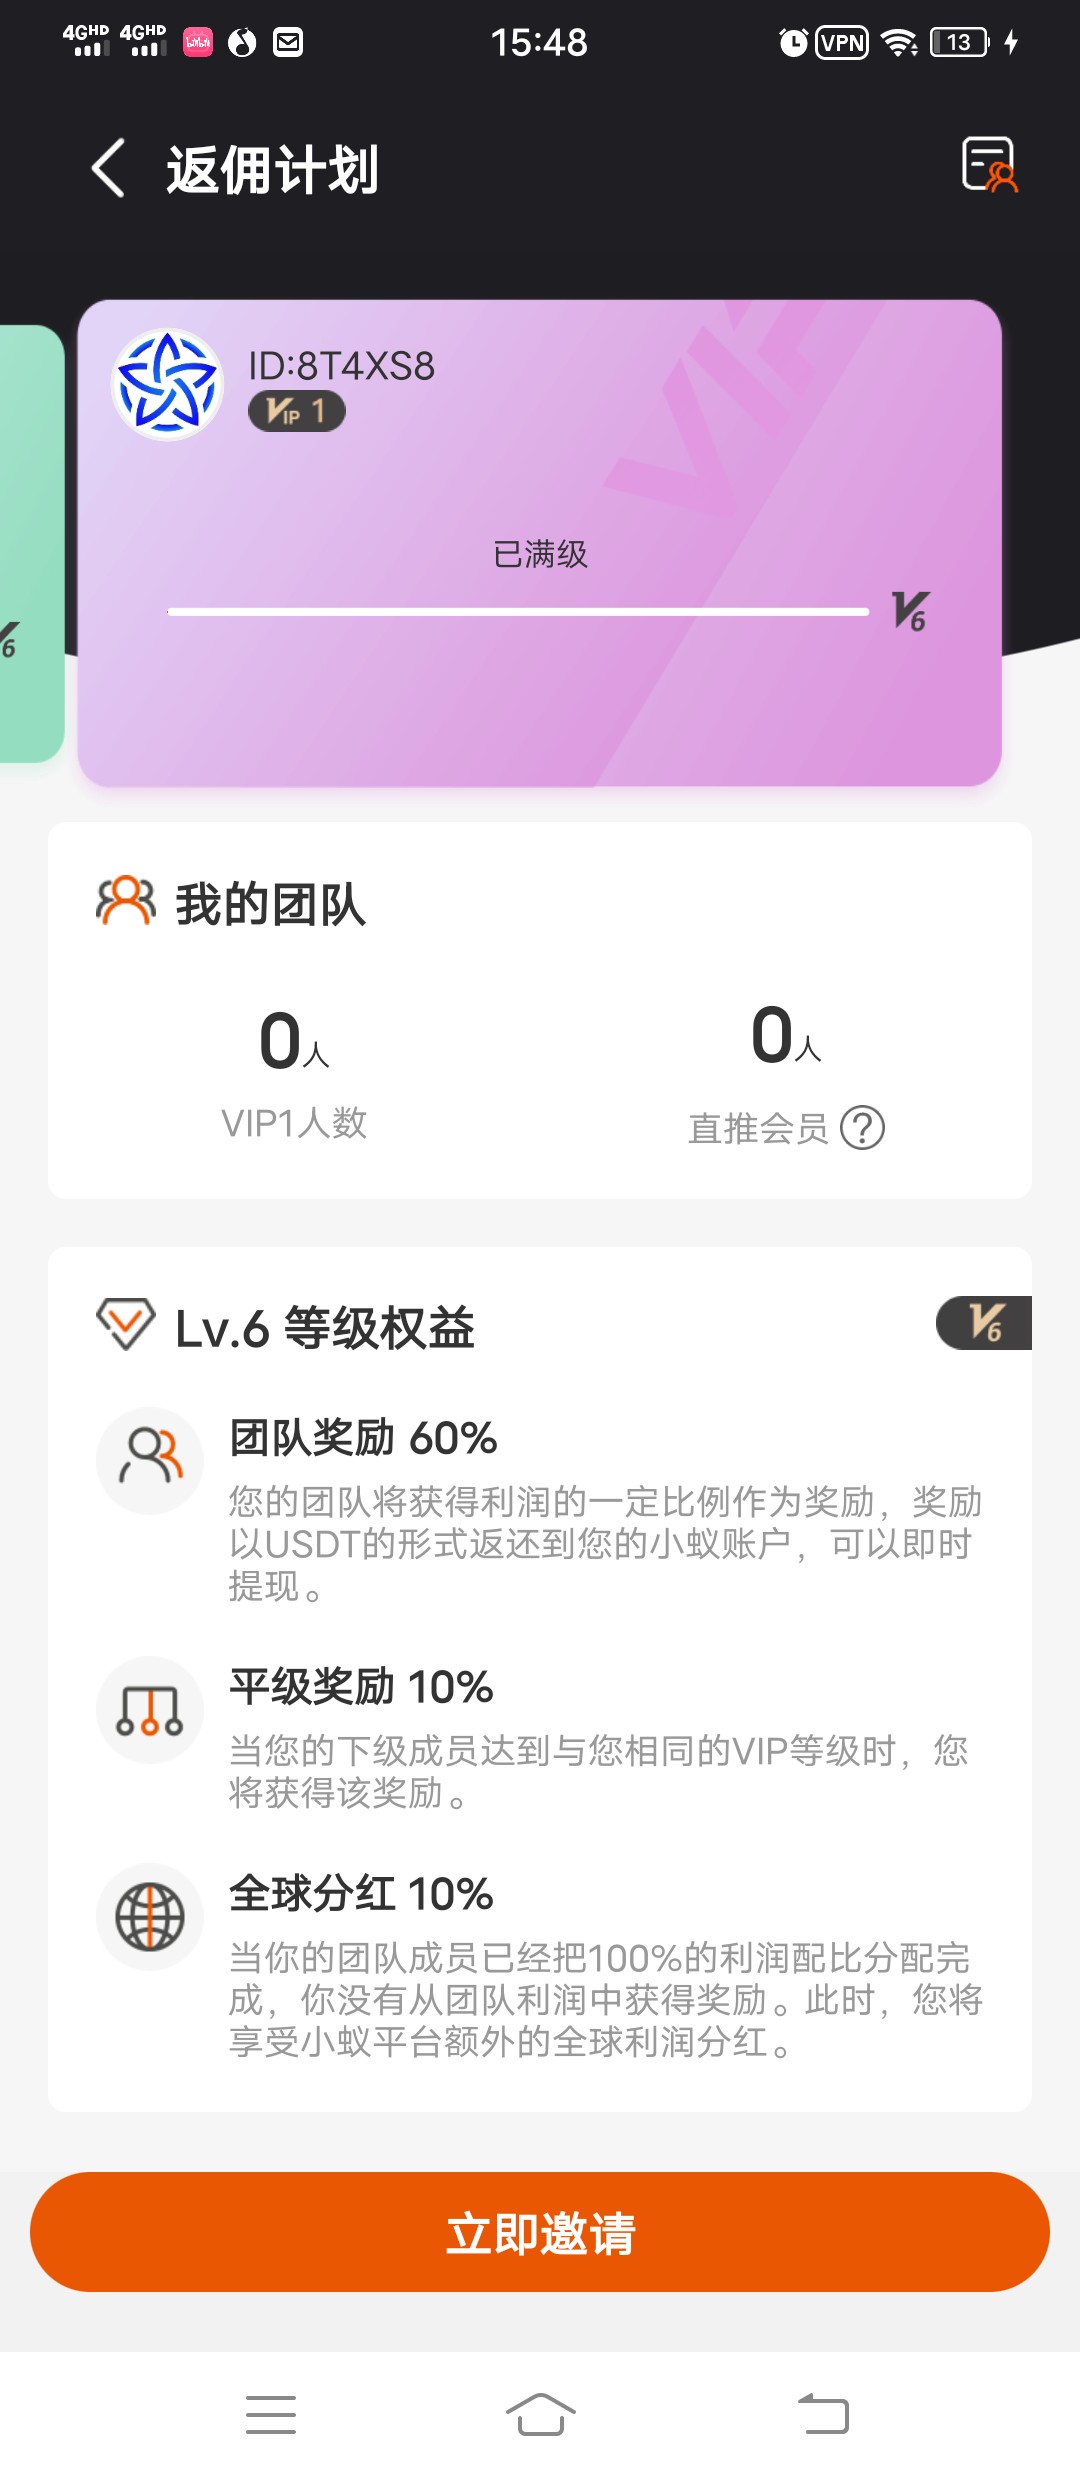 4GHD 4GHD 15:48 VPN 13
返佣计划
VIP
ID:8T4XS8
VIP 1
已满级
V6
6
我的团队
0人 0人
VIP1人数 直推会员 ?
Lv.6 等级权益 V6
团队奖励 60%
您的团队将获得利润的一定比例作为奖励，奖励
以USDT的形式返还到您的小蚁账户，可以即时
提现。
平级奖励 10%
当您的下级成员达到与您相同的VIP等级时，您
将获得该奖励。
全球分红 10%
当你的团队成员已经把100%的利润配比分配完
成，你没有从团队利润中获得奖励。此时，您将
享受小蚁平台额外的全球利润分红。
立即邀请